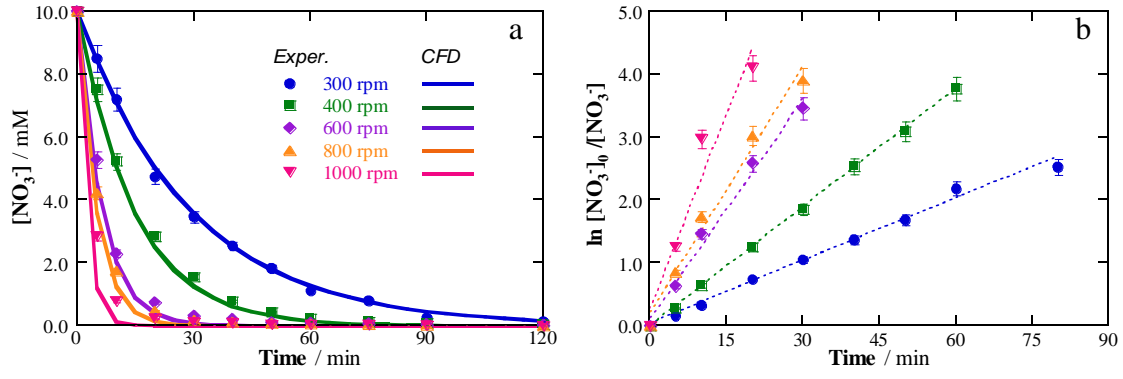 a
b
Exper. CFD
300 rpm
400 rpm
600 rpm
800 rpm
1000 rpm
[NO₃⁻] / mM
10.0
8.0
6.0
4.0
2.0
0.0
0 30 60 90 120
Time / min
ln [NO₃⁻]₀ /[NO₃⁻]
5.0
4.0
3.0
2.0
1.0
0.0
0 15 30 45 60 75 90
Time / min